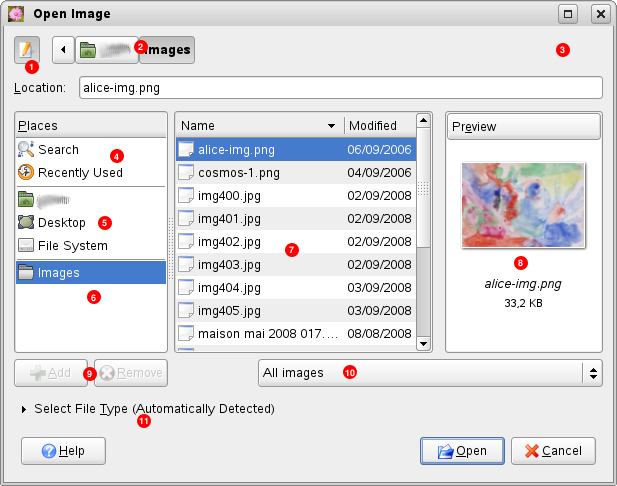 Open Image
1
2
Images
3
Location: alice-img.png
Places
Search
4
Recently Used
Desktop
5
File System
Images
6
Name Modified
alice-img.png 06/09/2006
cosmos-1.png 04/09/2006
img400.jpg 02/09/2008
img401.jpg 02/09/2008
img402.jpg 02/09/2008
7
img403.jpg 02/09/2008
img404.jpg 03/09/2008
img405.jpg 03/09/2008
maison mai 2008 017.... 08/08/2008
Preview
8
alice-img.png
33,2 KB
Add 9 Remove
All images 10
Select File Type (Automatically Detected)
11
Help Open Cancel